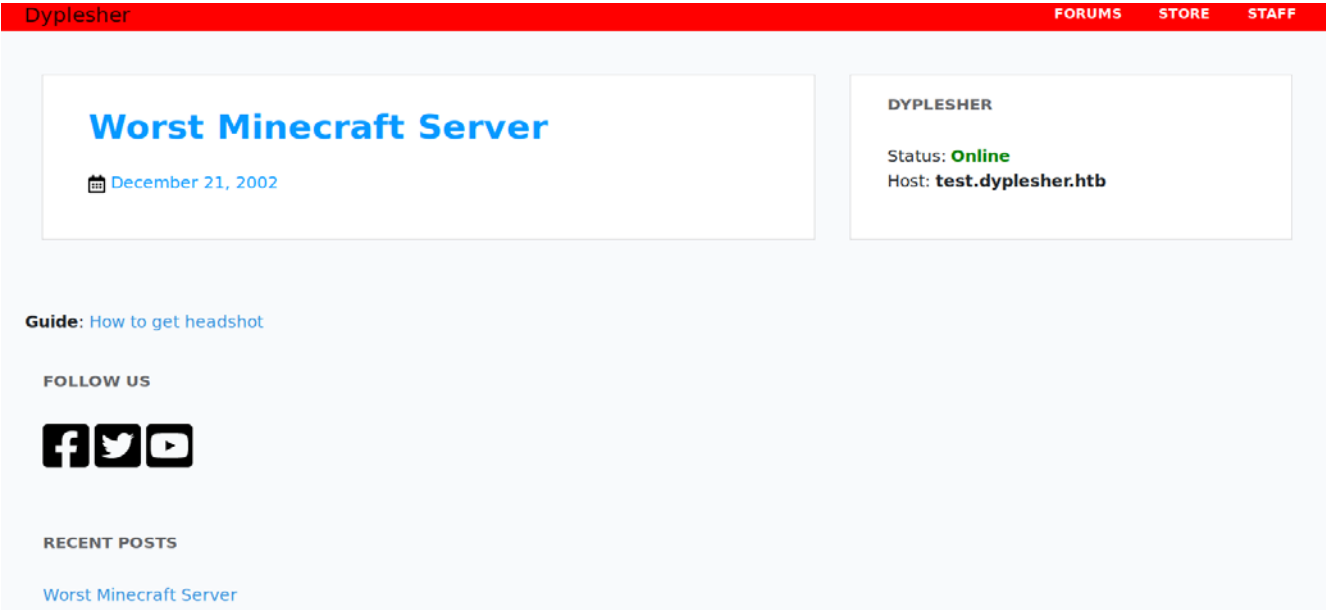 Dyplesher FORUMS STORE STAFF
Worst Minecraft Server
December 21, 2002
DYPLESHER
Status: Online
Host: test.dyplesher.htb
Guide: How to get headshot
FOLLOW US
RECENT POSTS
Worst Minecraft Server